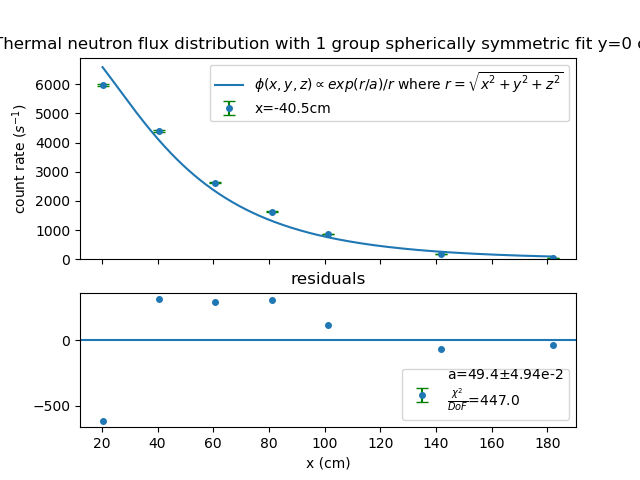 Thermal neutron flux distribution with 1 group spherically symmetric fit y=0
ϕ(x, y, z) ∝ exp(r/a)/r where r = √x² + y² + z²
x=-40.5cm
count rate (s⁻¹)
6000
5000
4000
3000
2000
1000
0
residuals
0
−500
a=49.4±4.94e-2
χ²/DoF=447.0
20 40 60 80 100 120 140 160 180
x (cm)